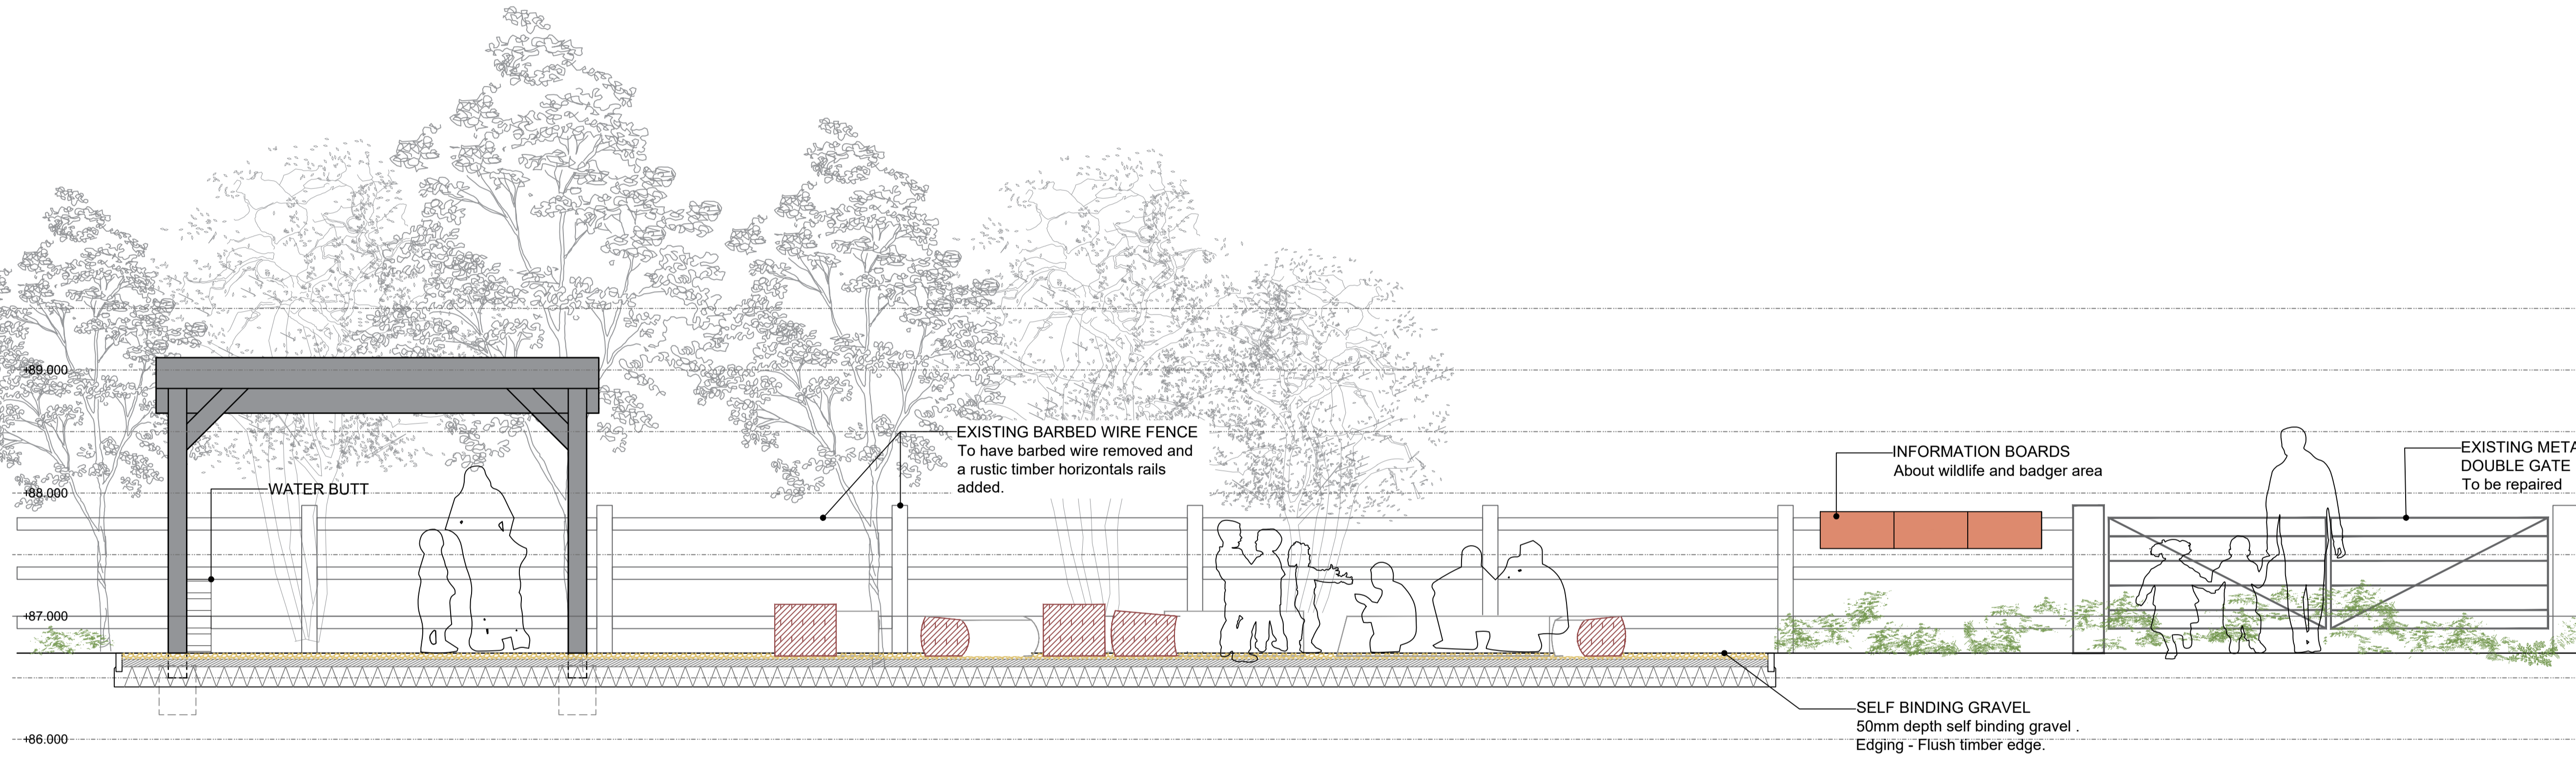 +89.000
EXISTING BARBED WIRE FENCE
To have barbed wire removed and
a rustic timber horizontals rails
added.
INFORMATION BOARDS
About wildlife and badger area
EXISTING META
DOUBLE GATE
To be repaired
WATER BUTT
+88.000
+87.000
SELF BINDING GRAVEL
50mm depth self binding gravel .
Edging - Flush timber edge.
+86.000